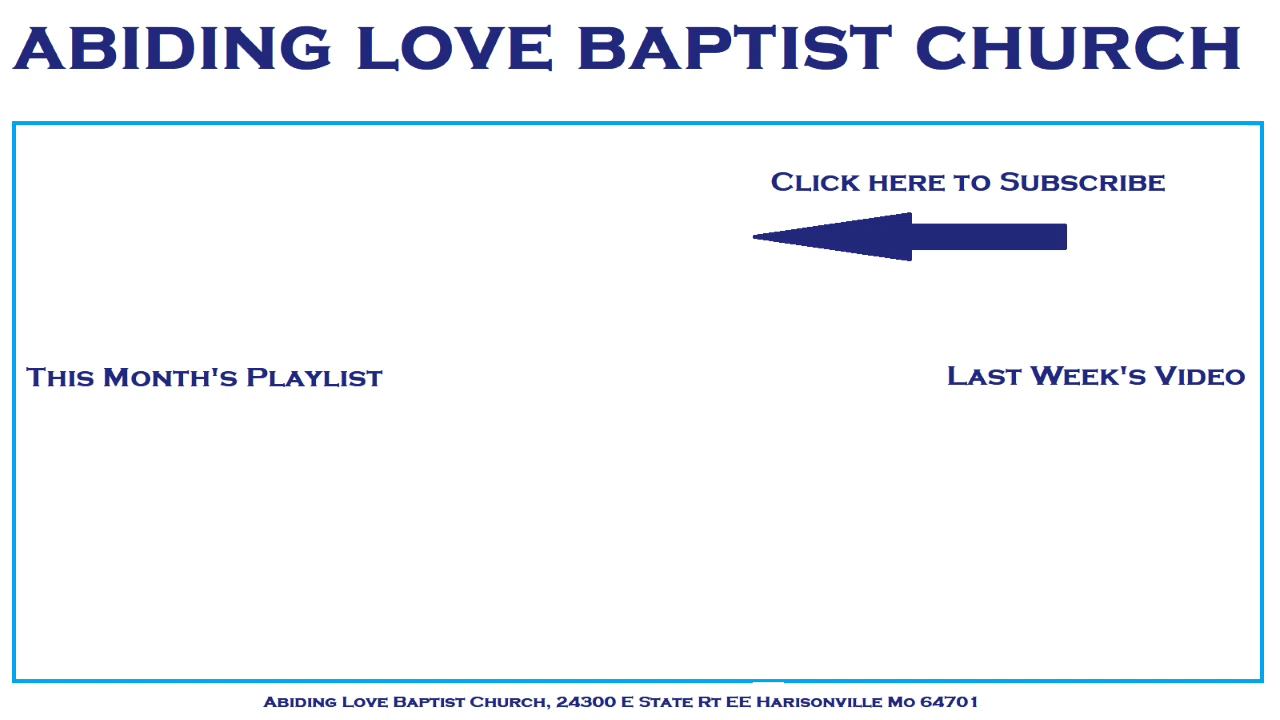 ABIDING LOVE BAPTIST CHURCH
CLICK HERE TO SUBSCRIBE
THIS MONTH'S PLAYLIST
LAST WEEK'S VIDEO
ABIDING LOVE BAPTIST CHURCH, 24300 E STATE RT EE HARISONVILLE MO 64701